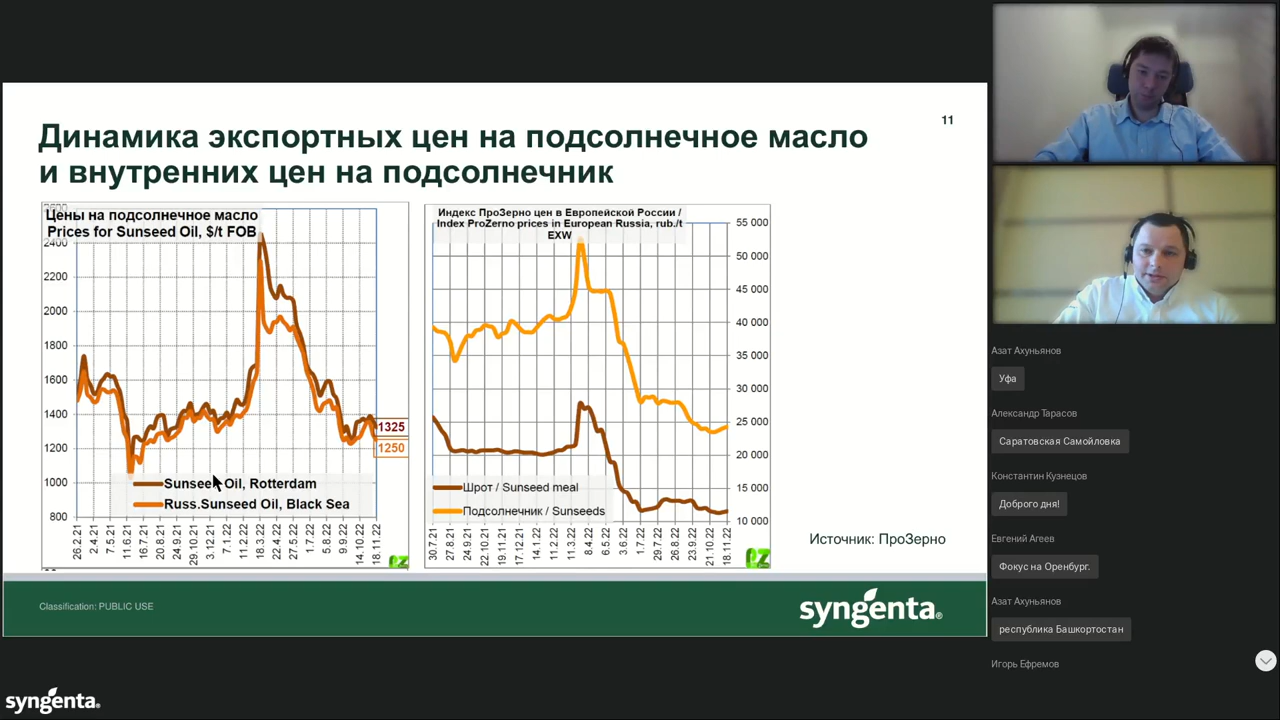 11
Динамика экспортных цен на подсолнечное масло
и внутренних цен на подсолнечник
Цены на подсолнечное масло
Prices for Sunseed Oil, $/t FOB
2600
2400
2200
2000
1800
1600
1400
1200
1000
800
1325
1250
Sunseed Oil, Rotterdam
Russ.Sunseed Oil, Black Sea
26.2.21
2.4.21
7.5.21
11.6.21
16.7.21
20.8.21
24.9.21
29.10.21
3.12.21
7.1.22
11.2.22
18.3.22
22.4.22
27.5.22
1.7.22
5.8.22
9.9.22
14.10.22
18.11.22
Индекс ПроЗерно цен в Европейской России /
Index ProZerno prices in European Russia, rub./t
EXW
55 000
50 000
45 000
40 000
35 000
30 000
25 000
20 000
15 000
10 000
Шрот / Sunseed meal
Подсолнечник / Sunseeds
30.7.21
27.8.21
24.9.21
22.10.21
19.11.21
17.12.21
14.1.22
11.2.22
11.3.22
8.4.22
6.5.22
3.6.22
1.7.22
29.7.22
26.8.22
23.9.22
21.10.22
18.11.22
Источник: ПроЗерно
Classification: PUBLIC USE
syngenta®
syngenta.
Азат Ахуньянов
Уфа
Александр Тарасов
Саратовская Самойловка
Константин Кузнецов
Доброго дня!
Евгений Агеев
Фокус на Оренбург.
Азат Ахуньянов
республика Башкортостан
Игорь Ефремов